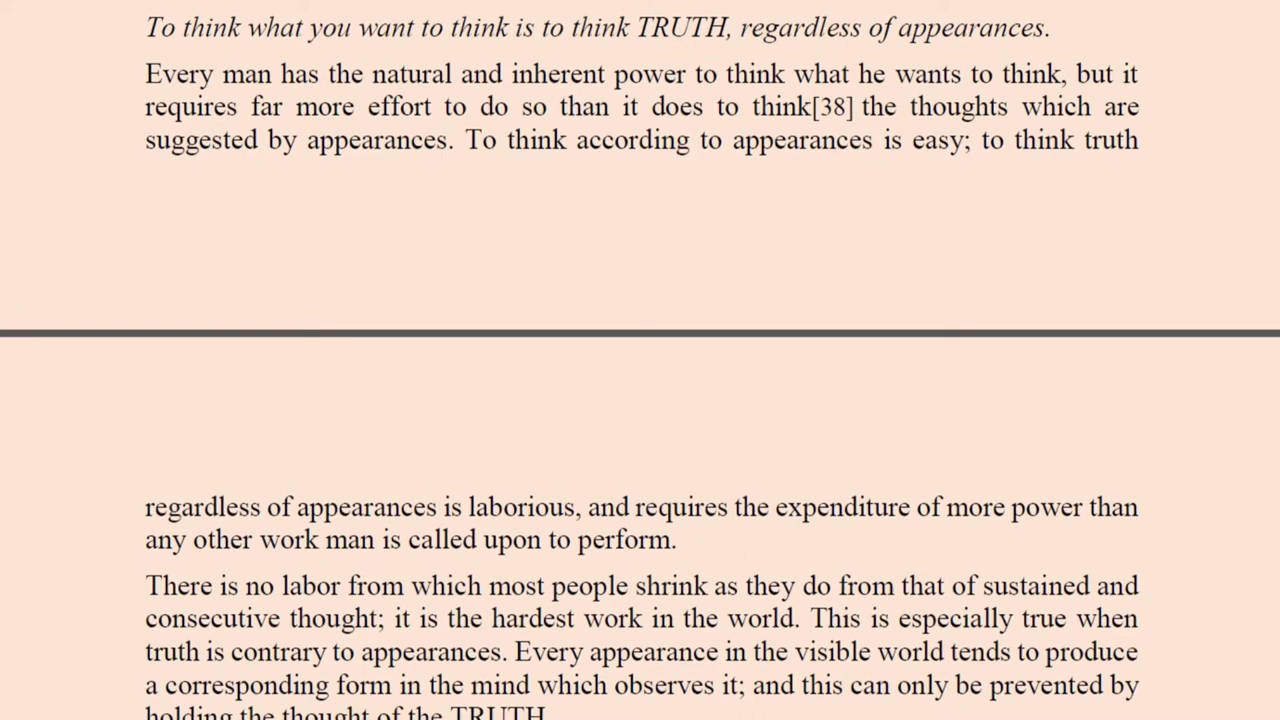 To think what you want to think is to think TRUTH, regardless of appearances.
Every man has the natural and inherent power to think what he wants to think, but it
requires far more effort to do so than it does to think[38] the thoughts which are
suggested by appearances. To think according to appearances is easy; to think truth
regardless of appearances is laborious, and requires the expenditure of more power than
any other work man is called upon to perform.
There is no labor from which most people shrink as they do from that of sustained and
consecutive thought; it is the hardest work in the world. This is especially true when
truth is contrary to appearances. Every appearance in the visible world tends to produce
a corresponding form in the mind which observes it; and this can only be prevented by
holding the thought of the TRUTH.